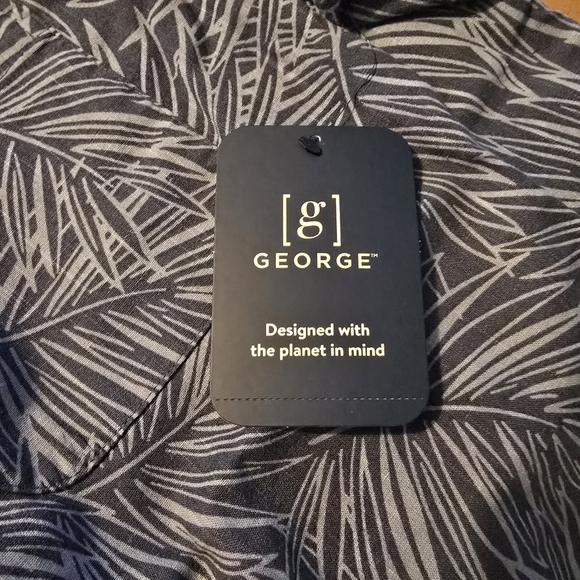 [g]
GEORGE™
Designed with
the planet in mind